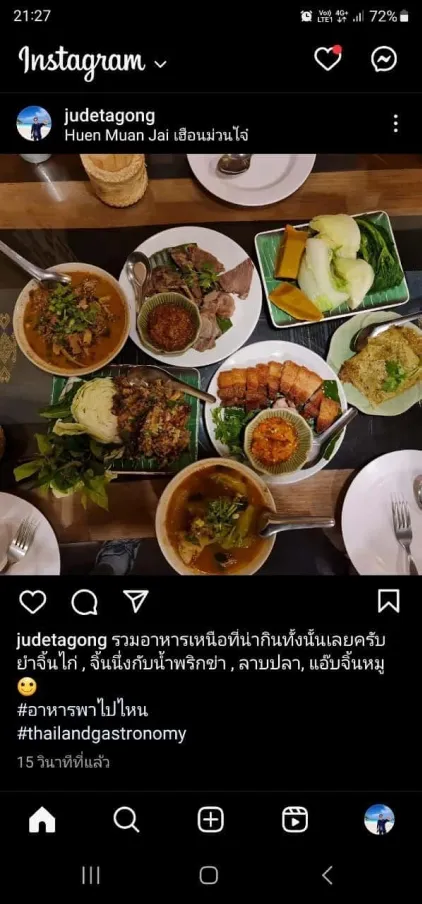 21:27
Vo)) 4G+
LTE1
72%
Instagram
judetagong
Huen Muan Jai เฮือนม่วนใจ๋
judetagong รวมอาหารเหนือที่น่ากินทั้งนั้นเลยครับ
ยำจิ้นไก่ , จิ้นนึ่งกับน้ำพริกข่า , ลาบปลา, แอ๊บจิ้นหมู
#อาหารพาไปไหน
#thailandgastronomy
15 วินาทีที่แล้ว